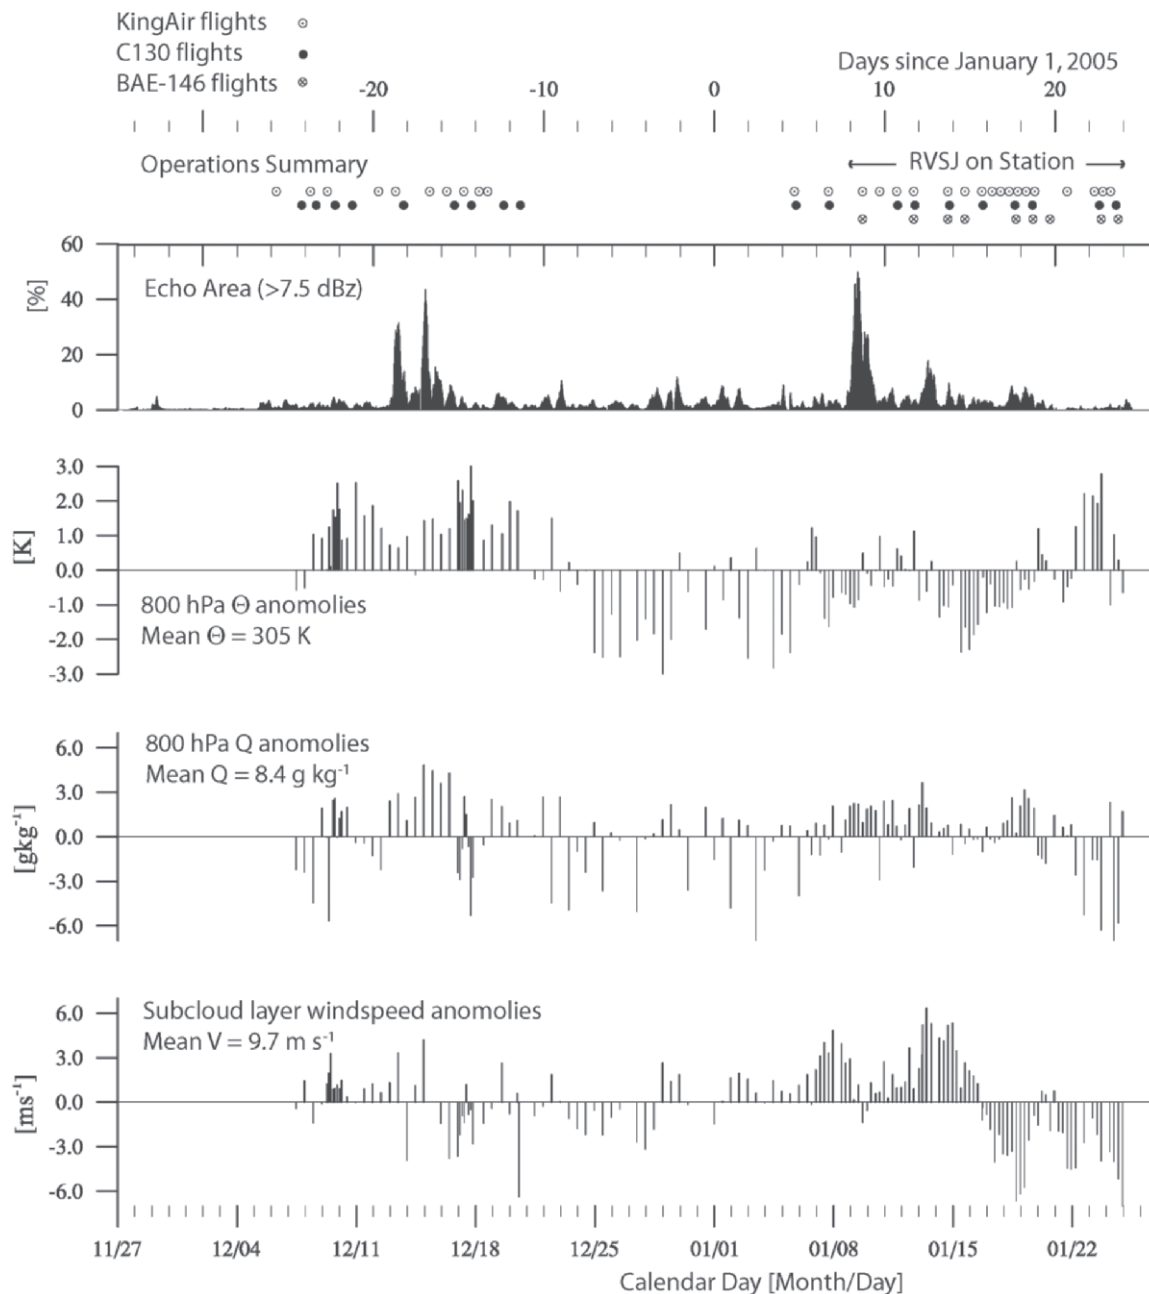 KingAir flights
C130 flights
BAE-146 flights
Days since January 1, 2005
-20 -10 0 10 20
Operations Summary
RVSJ on Station
60
40
20
0
[%]
Echo Area (>7.5 dBz)
3.0
2.0
1.0
0.0
-1.0
-2.0
-3.0
[K]
800 hPa Θ anomolies
Mean Θ = 305 K
6.0
3.0
0.0
-3.0
-6.0
[gkg⁻¹]
800 hPa Q anomolies
Mean Q = 8.4 g kg⁻¹
6.0
3.0
0.0
-3.0
-6.0
[ms⁻¹]
Subcloud layer windspeed anomolies
Mean V = 9.7 m s⁻¹
11/27 12/04 12/11 12/18 12/25 01/01 01/08 01/15 01/22
Calendar Day [Month/Day]